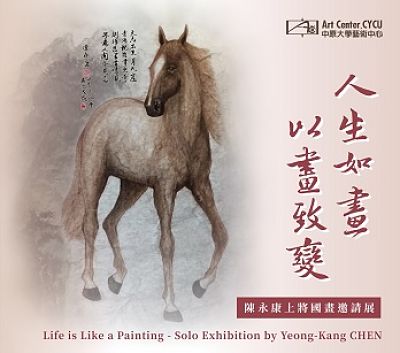 Art Center, CYCU
中原大學藝術中心
人生如畫
以畫致變
陳永康上將國畫邀請展
Life is Like a Painting - Solo Exhibition by Yeong-Kang CHEN